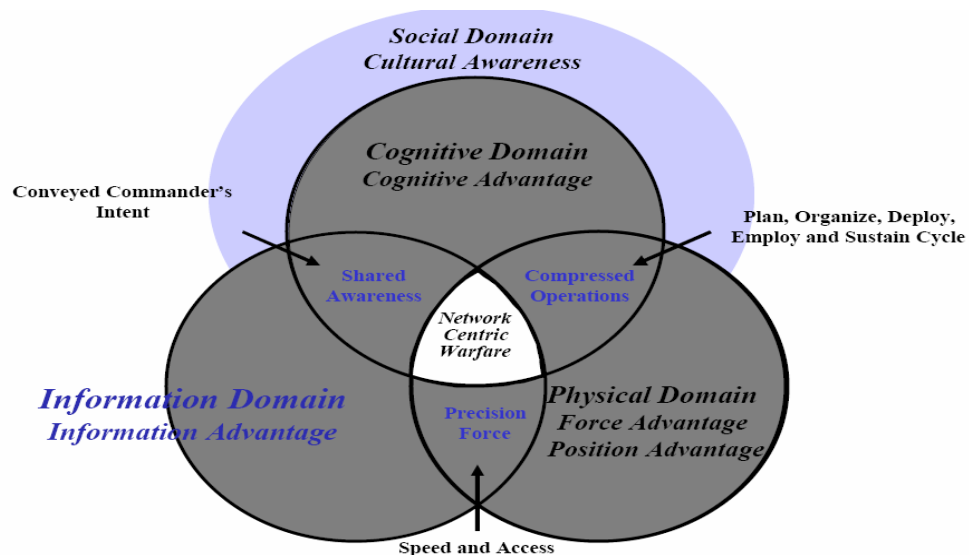 Social Domain
Cultural Awareness
Cognitive Domain
Cognitive Advantage
Conveyed Commander's
Intent
Plan, Organize, Deploy,
Employ and Sustain Cycle
Shared
Awareness
Compressed
Operations
Network
Centric
Warfare
Information Domain
Information Advantage
Precision
Force
Physical Domain
Force Advantage
Position Advantage
Speed and Access